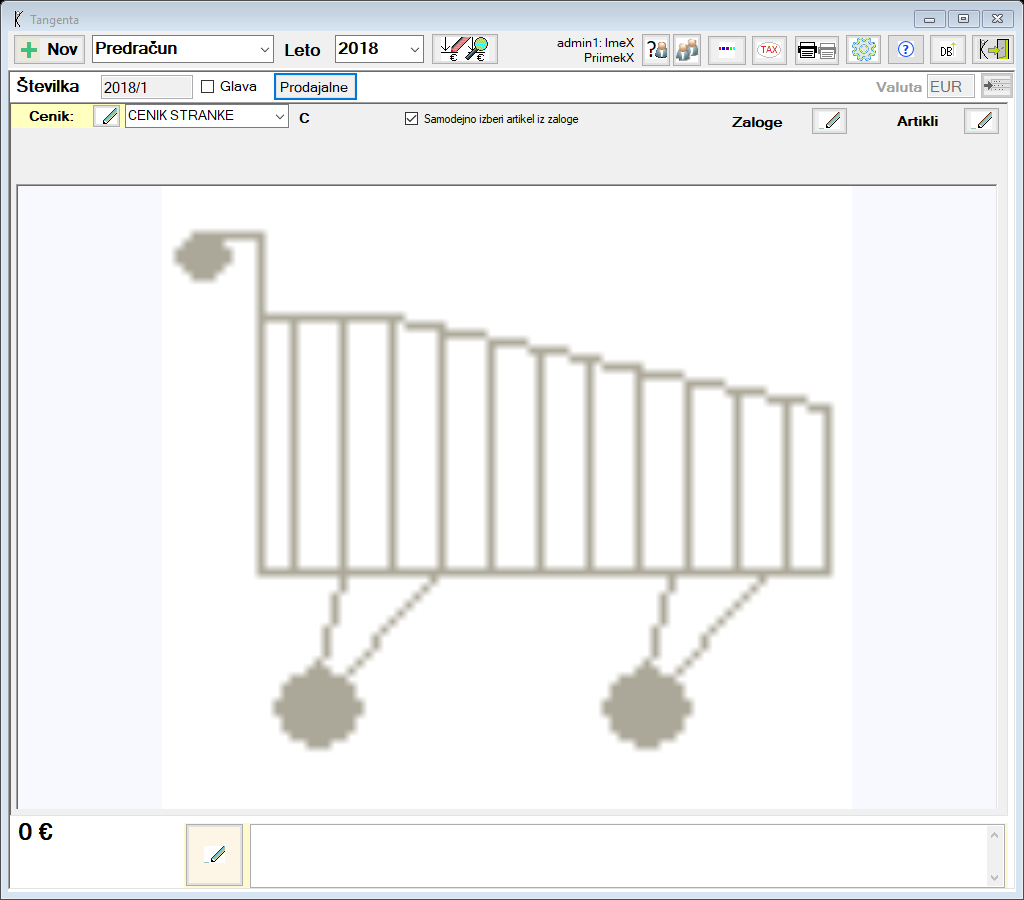 Tangenta
Nov Predračun Leto 2018 € € admin1: ImeX
PriimekX
? TAX ? DB
Številka 2018/1 Glava Prodajalne Valuta EUR
Cenik: CENIK STRANKE C Samodejno izberi artikel iz zaloge Zaloge Artikli
0 €